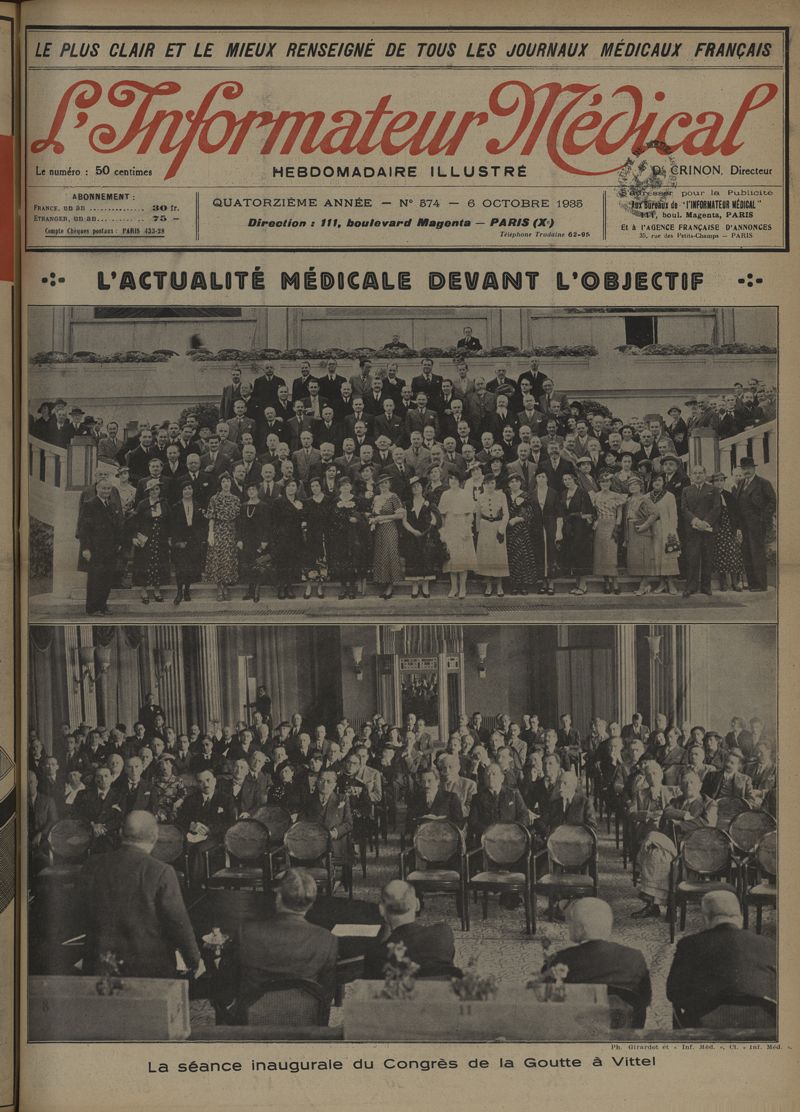 LE PLUS CLAIR ET LE MIEUX RENSEIGNÉ DE TOUS LES JOURNAUX MÉDICAUX FRANÇAIS
L'Informateur Médical
Le numéro : 50 centimes
HEBDOMADAIRE ILLUSTRÉ
CRINON, Directeur
ABONNEMENT :
FRANCE, un an ............... 30 fr.
ÉTRANGER, un an ........... 75 —
Compte Chèques postaux : PARIS 433-28
QUATORZIÈME ANNÉE — N° 574 — 6 OCTOBRE 1935
Direction : 111, boulevard Magenta — PARIS (X)
Téléphone Trudaine 62-95
S'adresser pour la Publicité
Aux Bureaux de "L'INFORMATEUR MÉDICAL"
111, boul. Magenta, PARIS
Et à l'AGENCE FRANÇAISE D'ANNONCES
35, rue des Petits-Champs — PARIS
L'ACTUALITÉ MÉDICALE DEVANT L'OBJECTIF
8
11
Ph. Girardet et « Inf. Méd. », Cl. « Inf. Méd. ».
La séance inaugurale du Congrès de la Goutte à Vittel